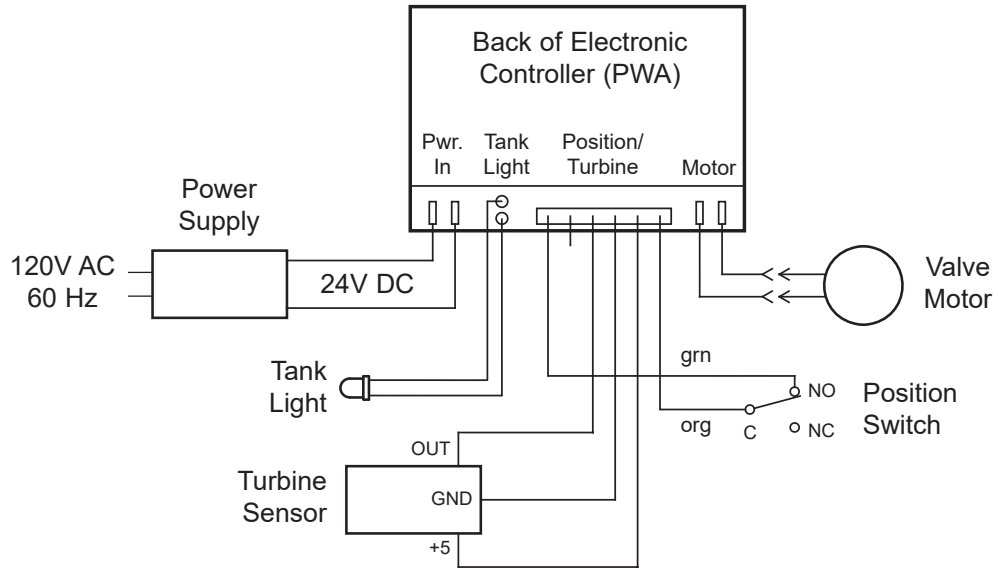 Back of Electronic
Controller (PWA)
Pwr.
In
Tank
Light
Position/
Turbine
Motor
Power
Supply
120V AC
60 Hz
24V DC
Valve
Motor
Tank
Light
grn
org
C
NO
NC
Position
Switch
OUT
GND
+5
Turbine
Sensor